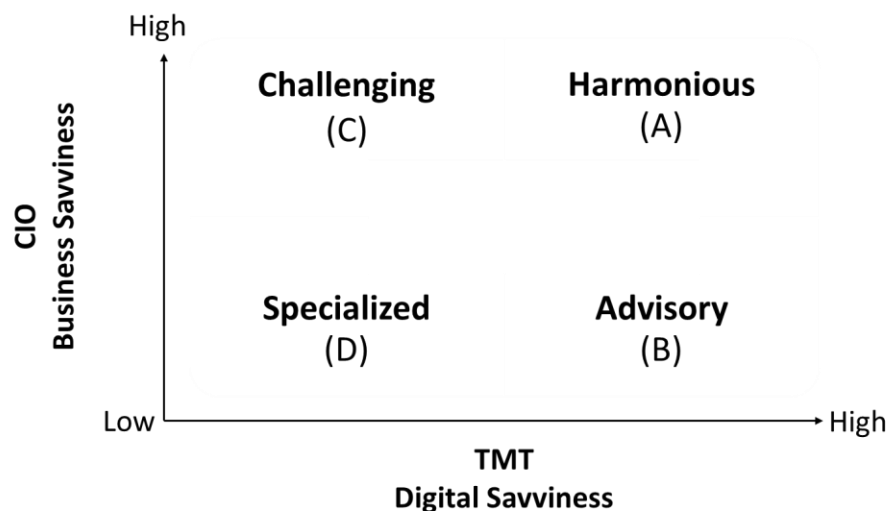 High
Challenging
(C)
Harmonious
(A)
CIO
Business Savviness
Specialized
(D)
Advisory
(B)
Low
High
TMT
Digital Savviness